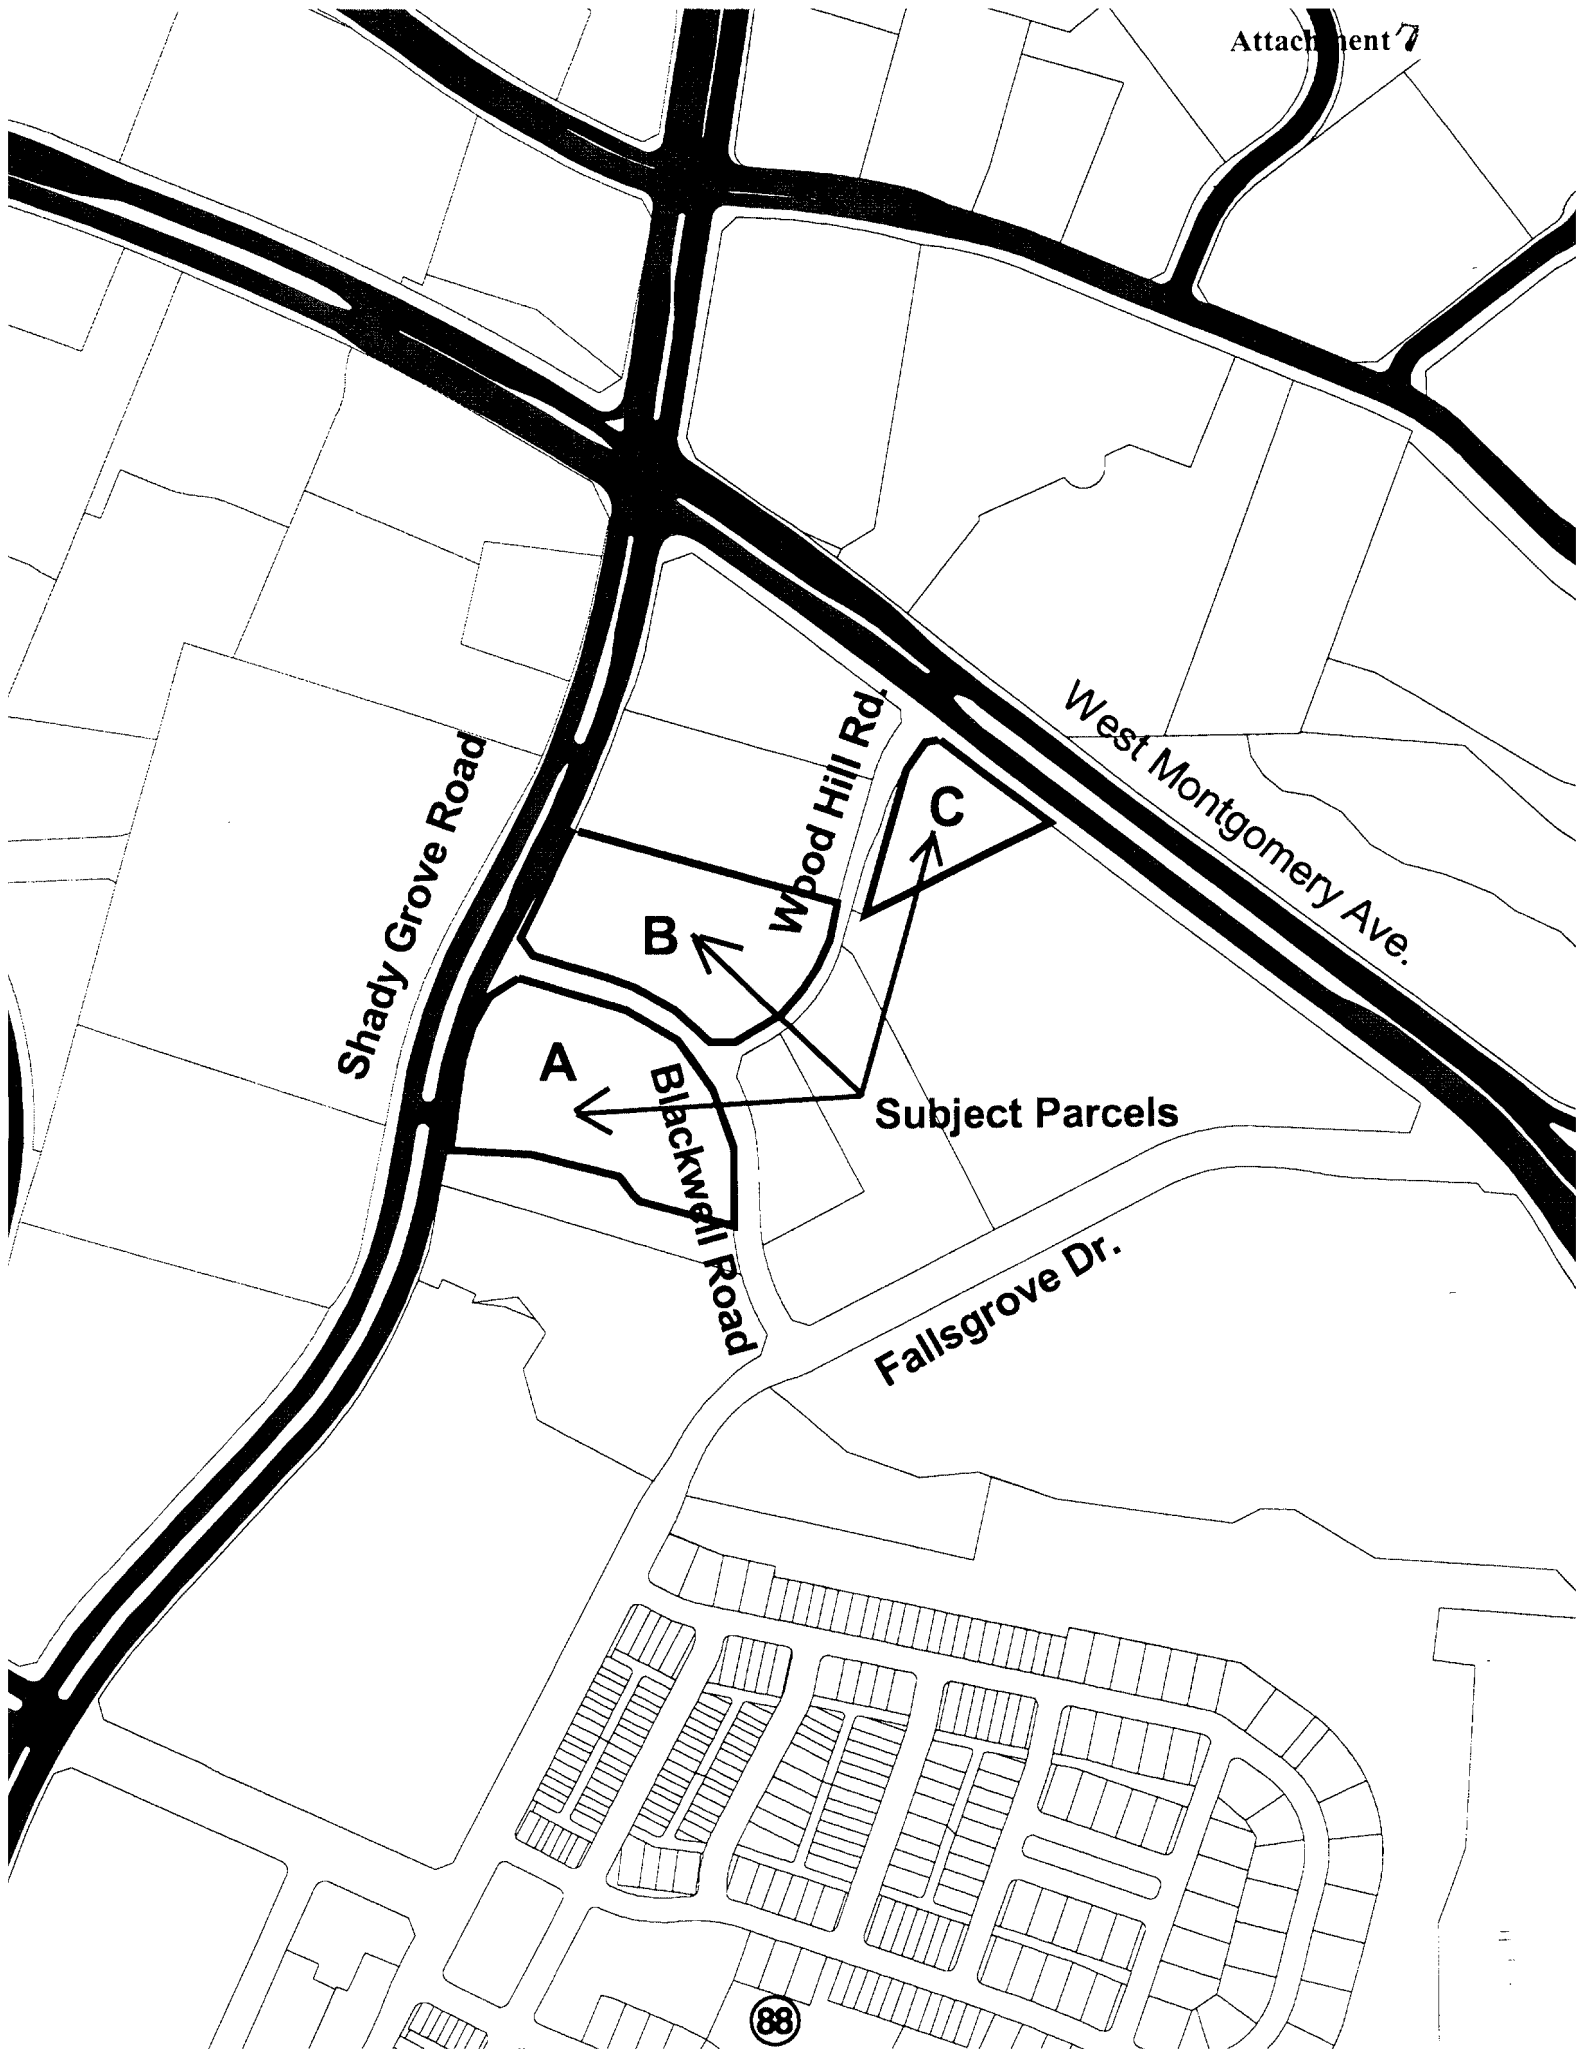 Attachment 7
West Montgomery Ave.
Wood Hill Rd.
Shady Grove Road
C
B
A
Blackwell Road
Subject Parcels
Fallsgrove Dr.
88